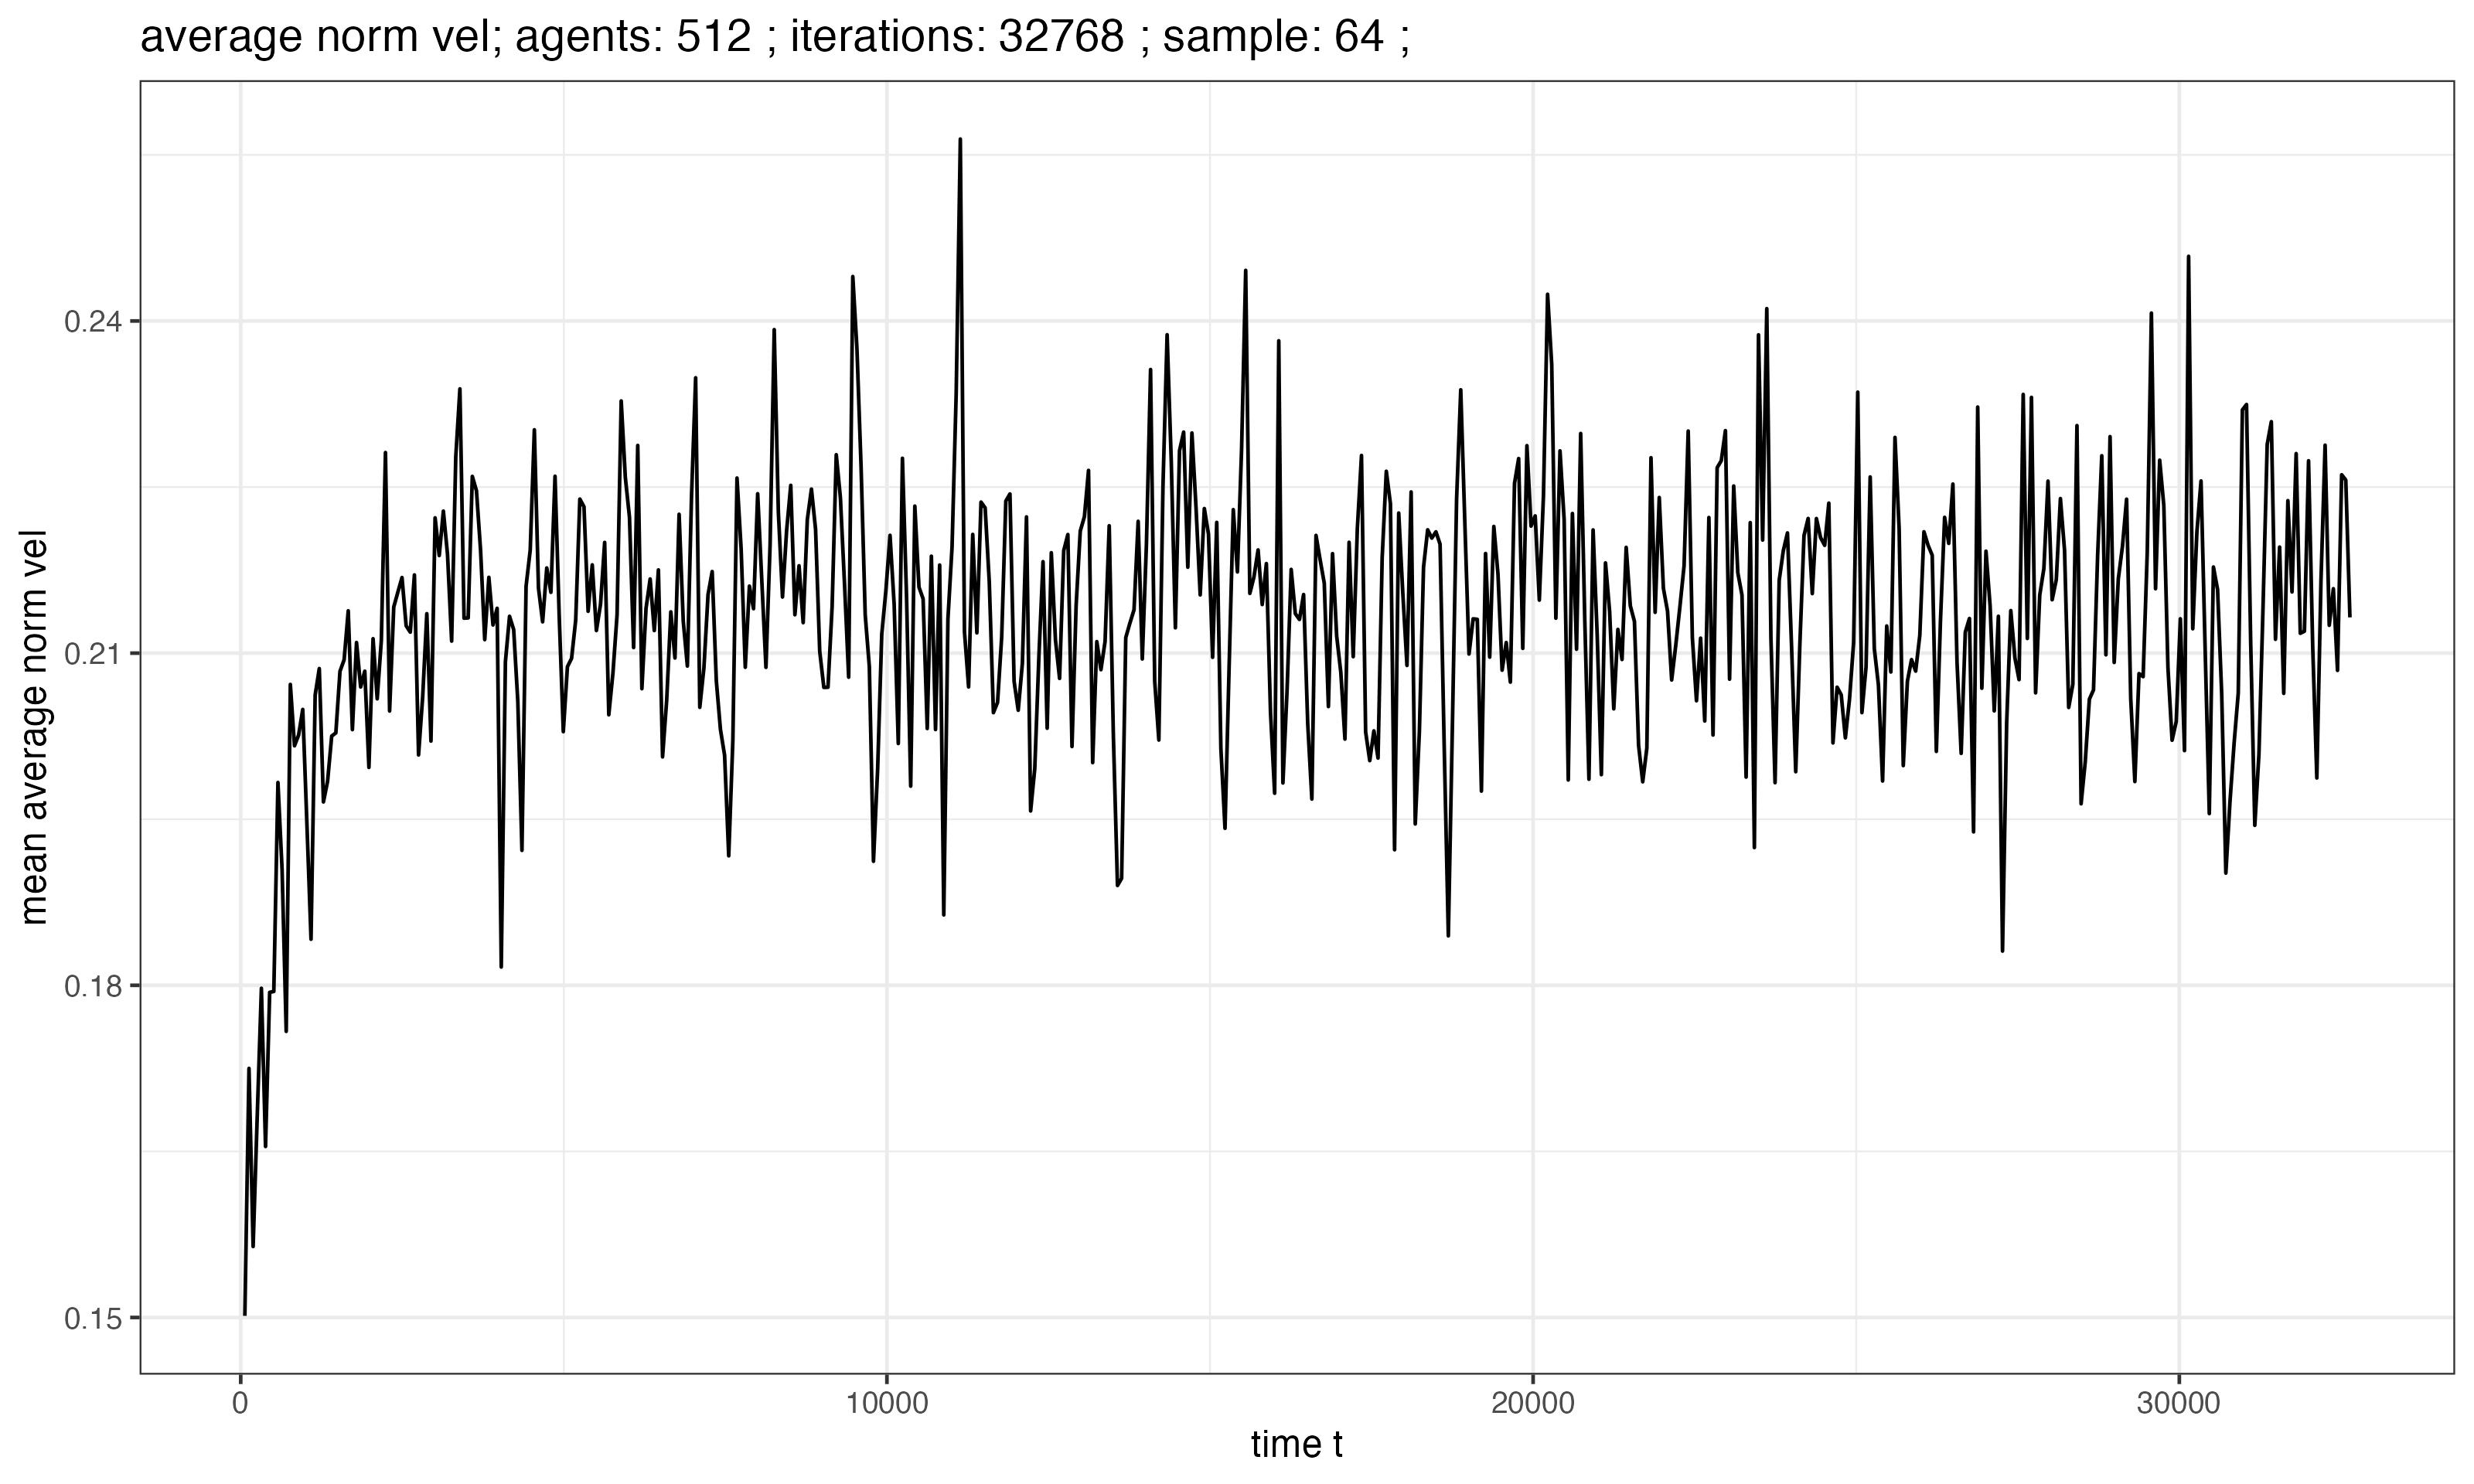 average norm vel; agents: 512 ; iterations: 32768 ; sample: 64 ;
mean average norm vel
0.24
0.21
0.18
0.15
0
10000
20000
30000
time t